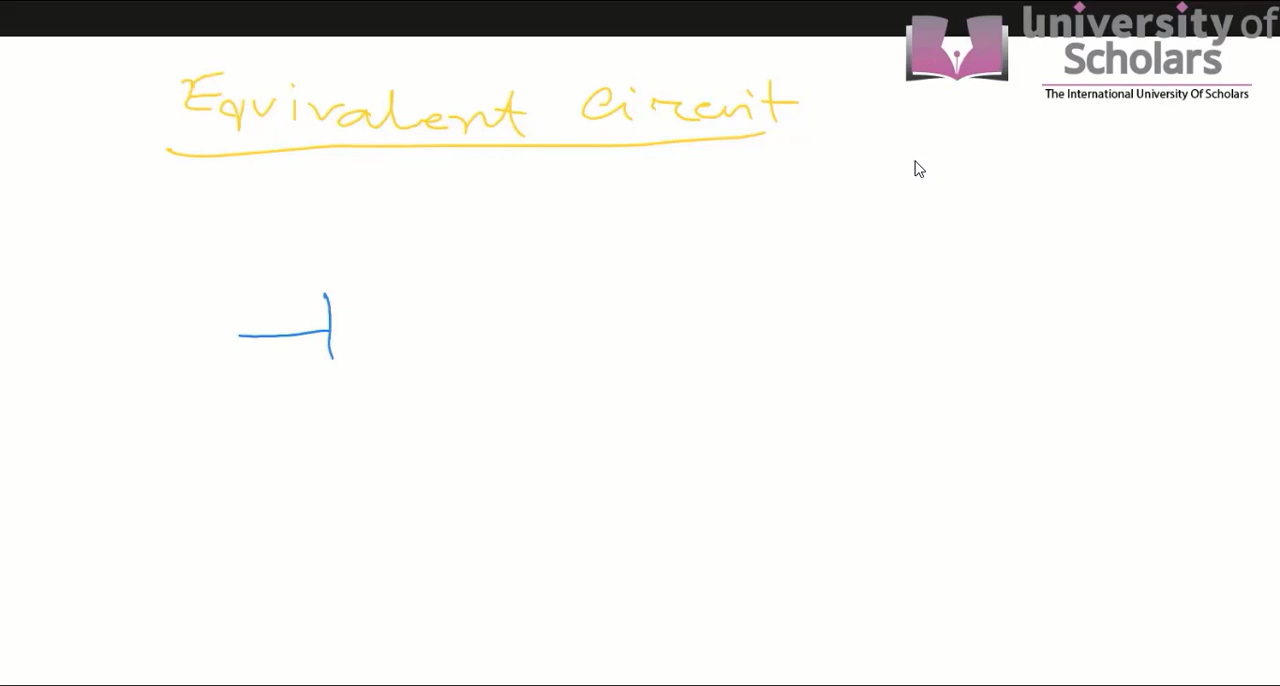 university of
Scholars
The International University Of Scholars
Equivalent Circuit